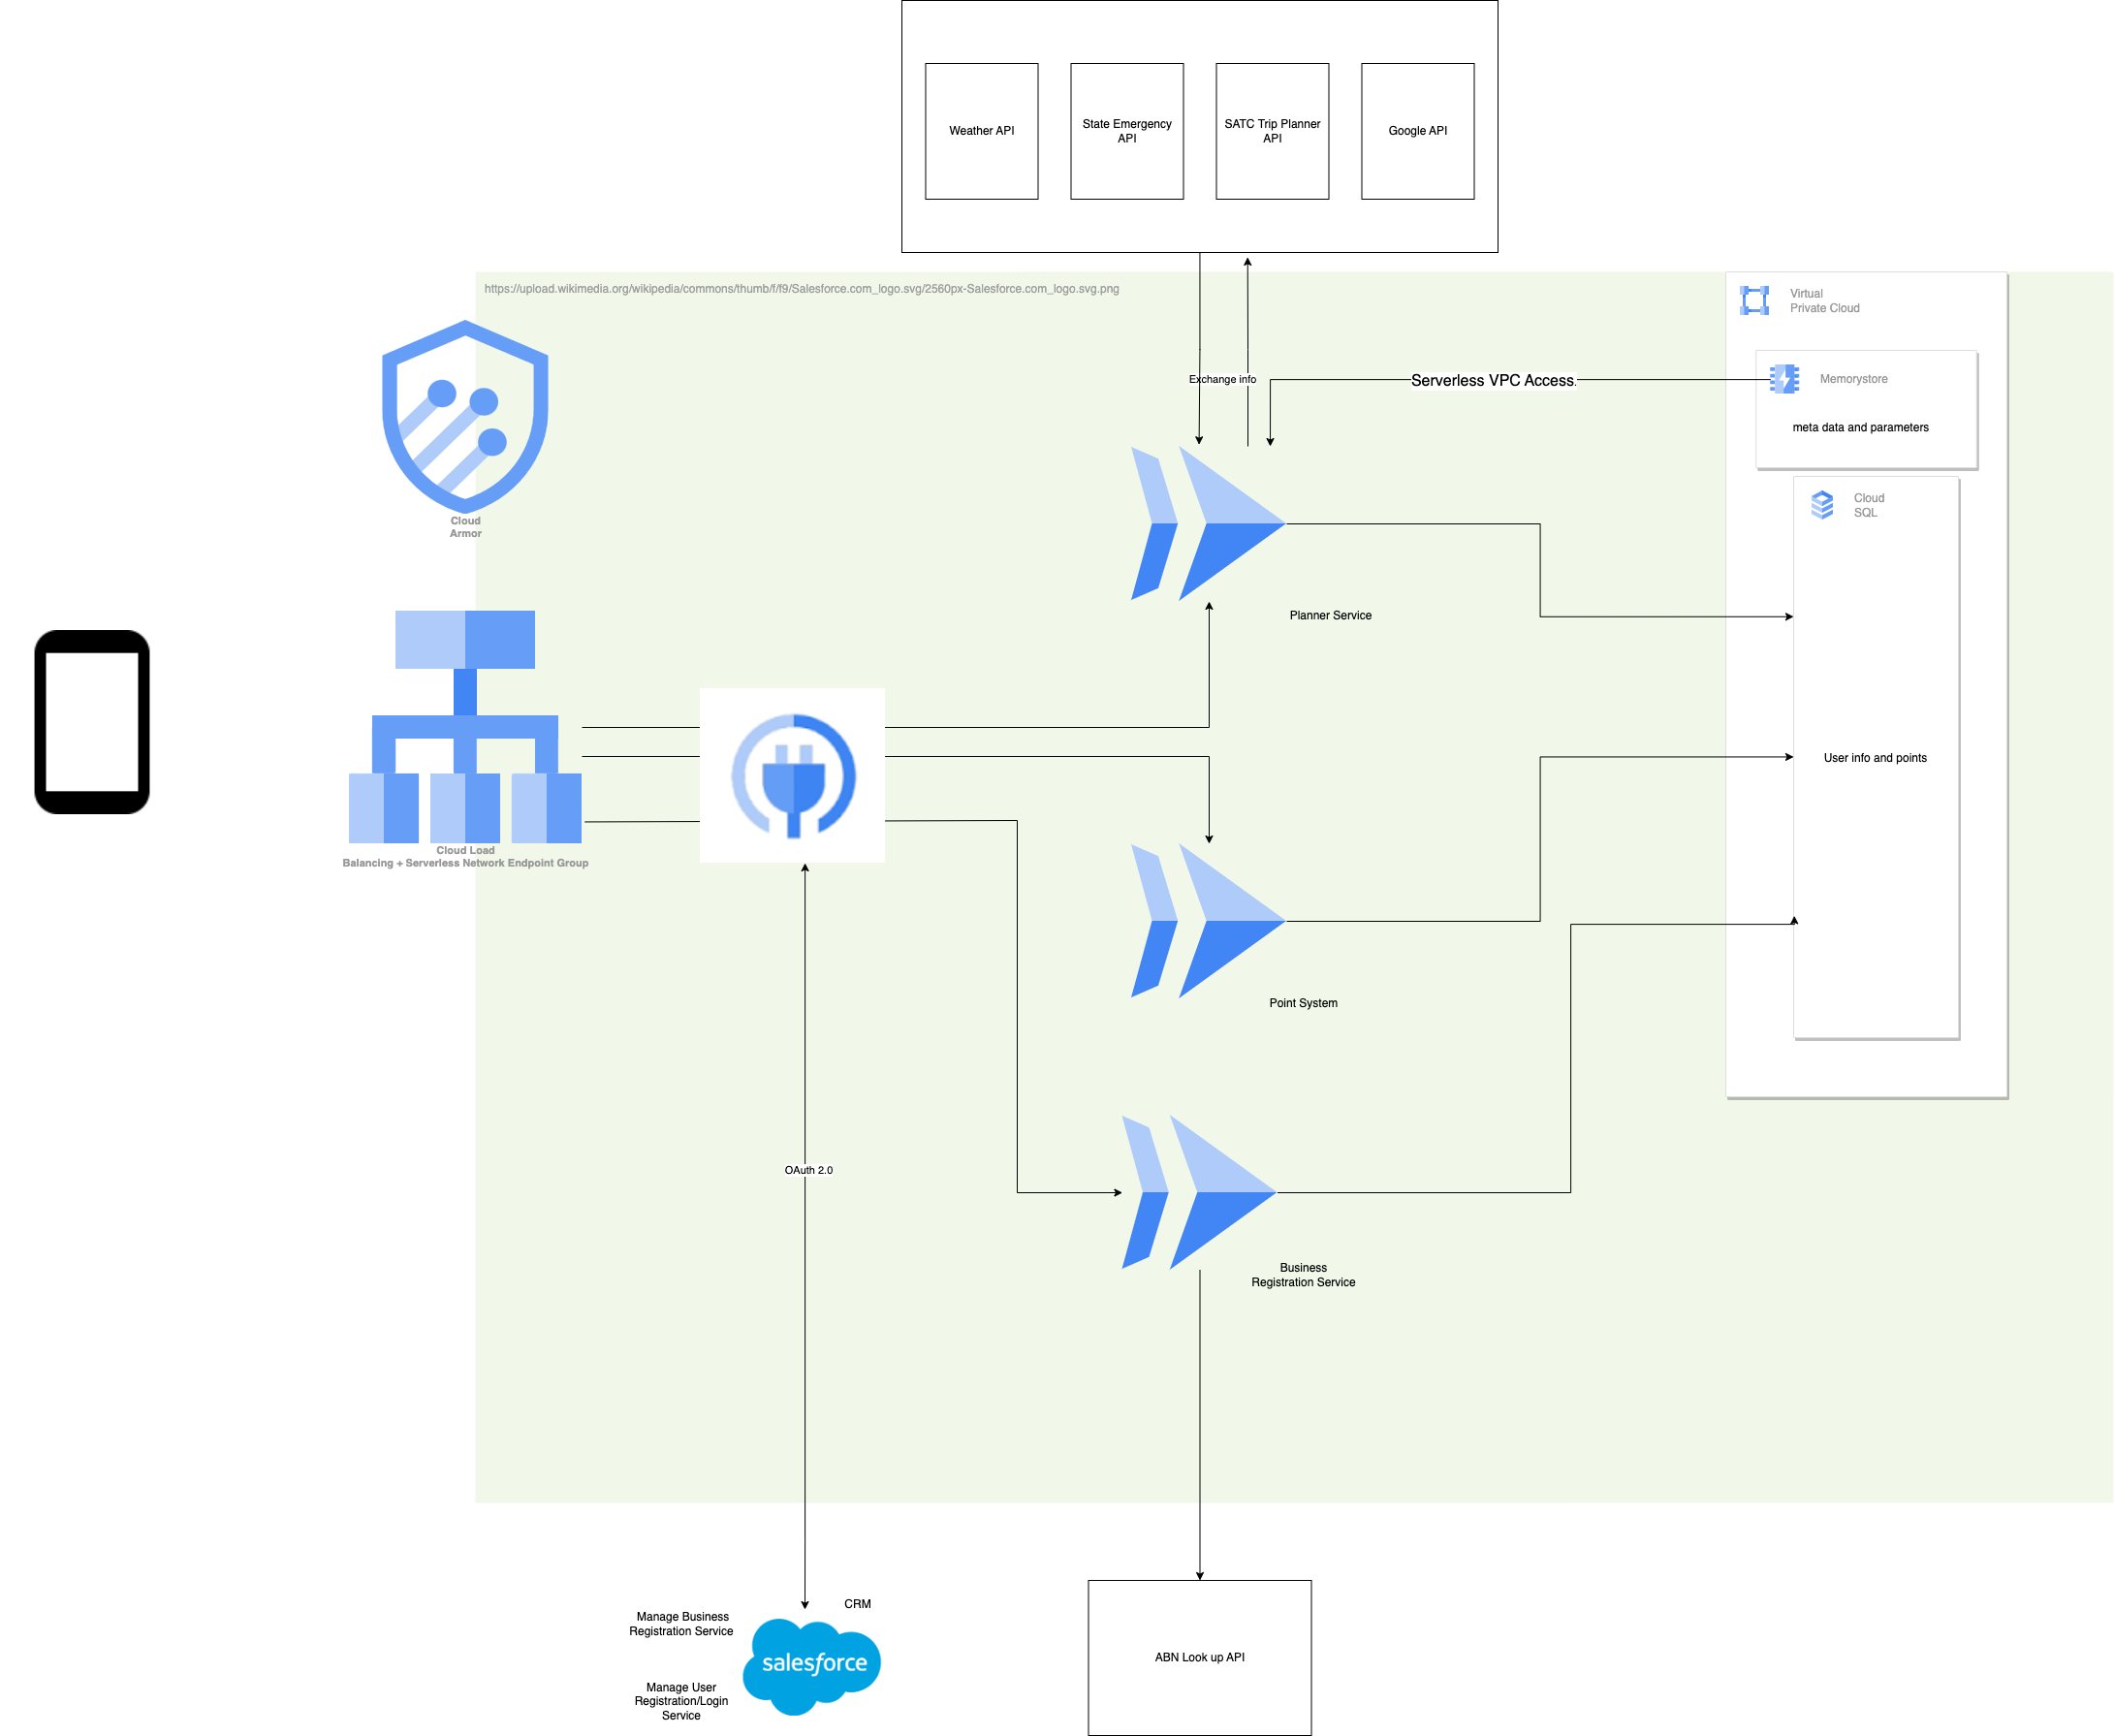 Weather API
State Emergency
API
SATC Trip Planner
API
Google API
https://upload.wikimedia.org/wikipedia/commons/thumb/f/f9/Salesforce.com_logo.svg/2560px-Salesforce.com_logo.svg.png
Virtual
Private Cloud
Exchange info
Serverless VPC Access.
Memorystore
meta data and parameters
Cloud
SQL
Cloud
Armor
Planner Service
User info and points
Cloud Load
Balancing + Serverless Network Endpoint Group
Point System
OAuth 2.0
Business
Registration Service
CRM
Manage Business
Registration Service
salesforce
ABN Look up API
Manage User
Registration/Login
Service